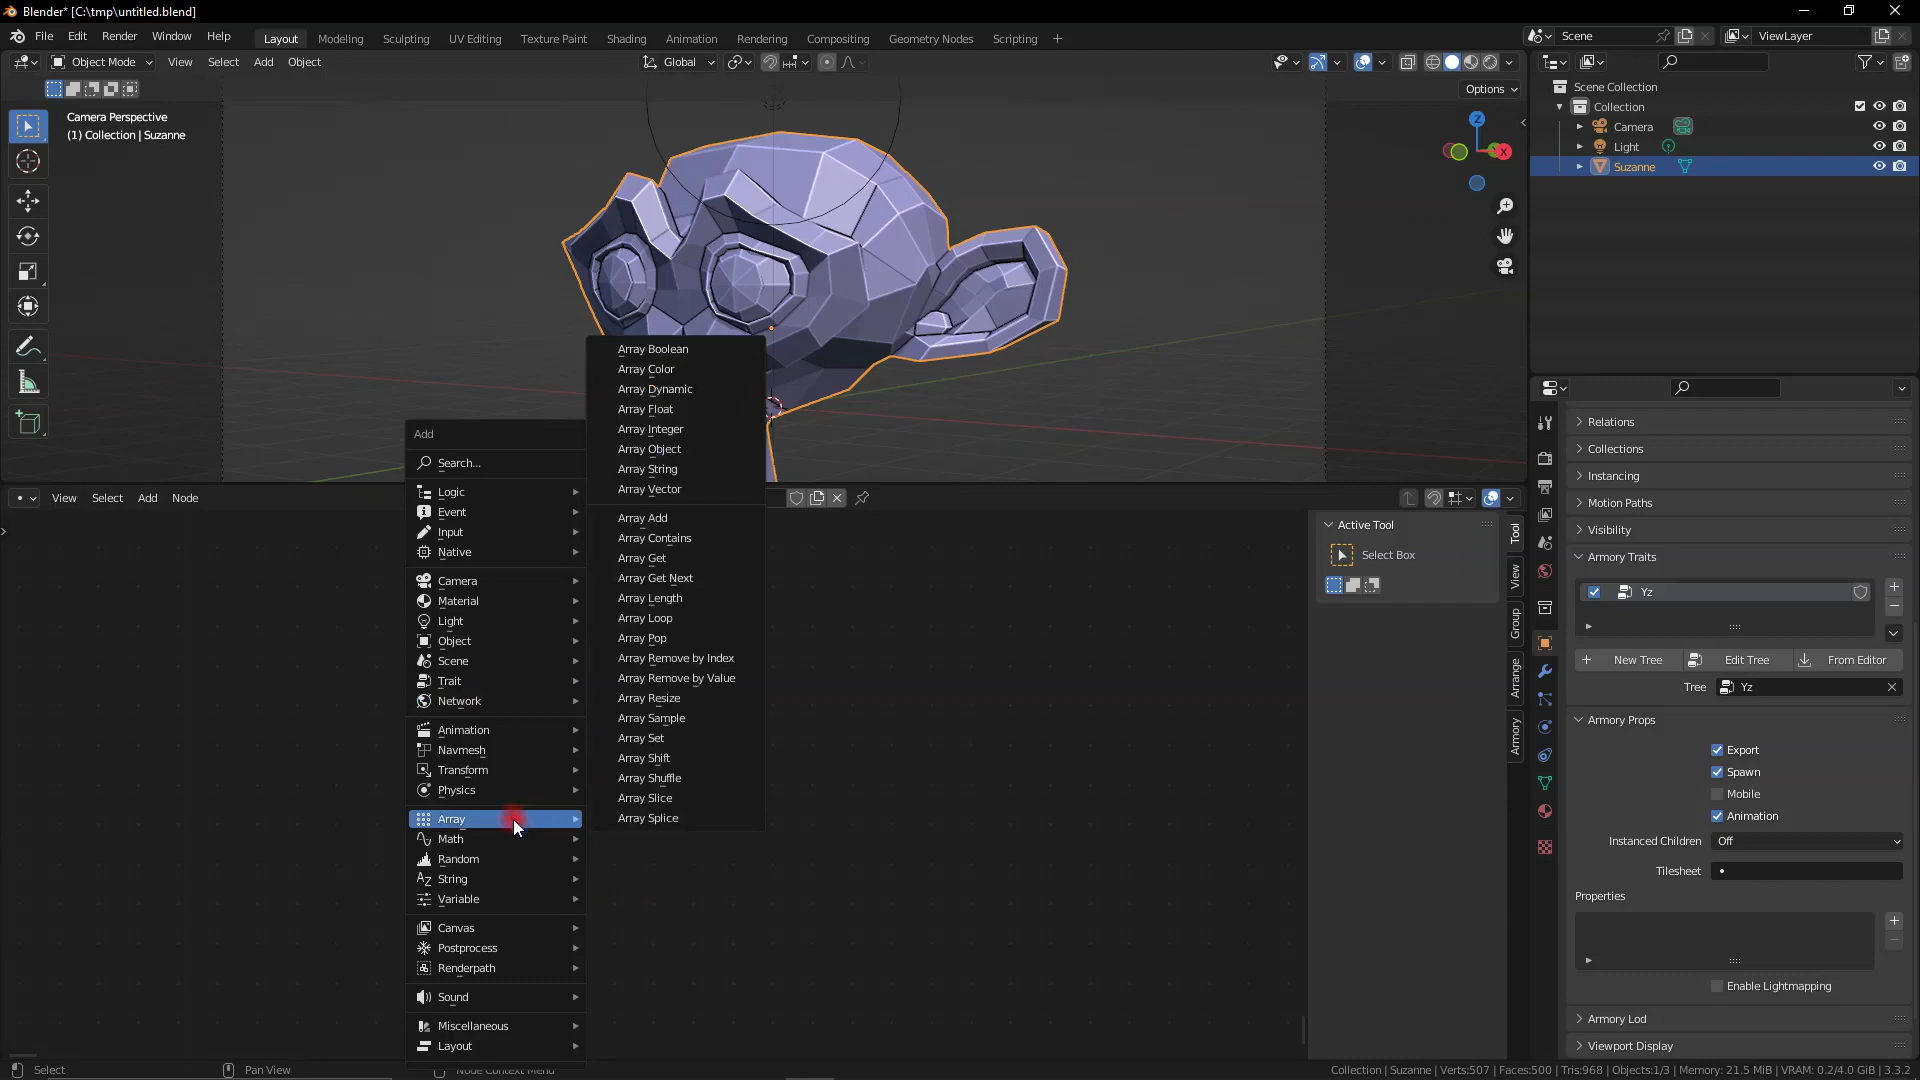 Blender* [C:\tmp\untitled.blend]
File Edit Render Window Help
Layout Modeling Sculpting UV Editing Texture Paint Shading Animation Rendering Compositing Geometry Nodes Scripting +
Scene
ViewLayer
Object Mode View Select Add Object
Global
Options
Camera Perspective
(1) Collection | Suzanne
Z
X
Scene Collection
Collection
Camera
Light
Suzanne
Array Boolean
Array Color
Array Dynamic
Array Float
Array Integer
Array Object
Array String
Array Vector
Array Add
Array Contains
Array Get
Array Get Next
Array Length
Array Loop
Array Pop
Array Remove by Index
Array Remove by Value
Array Resize
Array Sample
Array Set
Array Shift
Array Shuffle
Array Slice
Array Splice
View Select Add Node
Add
Search...
Logic
Event
Input
Native
Camera
Material
Light
Object
Scene
Trait
Network
Animation
Navmesh
Transform
Physics
Array
Math
Random
String
Variable
Canvas
Postprocess
Renderpath
Sound
Miscellaneous
Layout
Active Tool
Select Box
Tool
View
Group
Arrange
Armory
Relations
Collections
Instancing
Motion Paths
Visibility
Armory Traits
Yz
New Tree Edit Tree From Editor
Tree Yz
Armory Props
Export
Spawn
Mobile
Animation
Instanced Children Off
Tilesheet
Properties
Enable Lightmapping
Armory Lod
Viewport Display
Select Pan View Node Context Menu
Collection | Suzanne | Verts:507 | Faces:500 | Tris:968 | Objects:1/3 | Memory: 21.5 MiB | VRAM: 0.2/4.0 GiB | 3.3.2